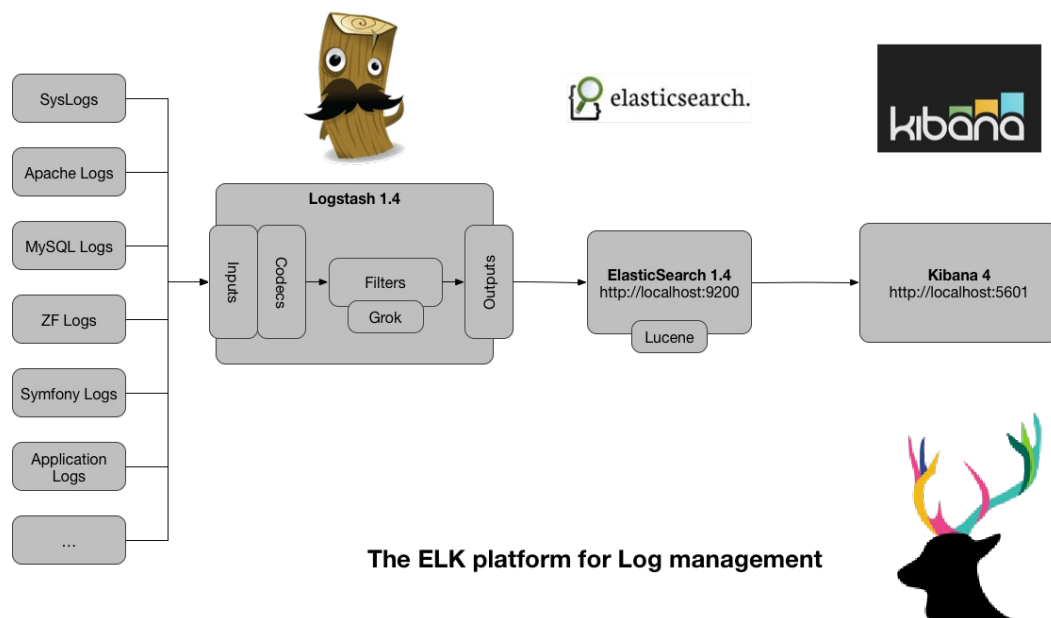 elasticsearch.
kibana
SysLogs
Apache Logs
MySQL Logs
ZF Logs
Symfony Logs
Application
Logs
...
Logstash 1.4
Inputs
Codecs
Filters
Grok
Outputs
ElasticSearch 1.4
http://localhost:9200
Lucene
Kibana 4
http://localhost:5601
The ELK platform for Log management